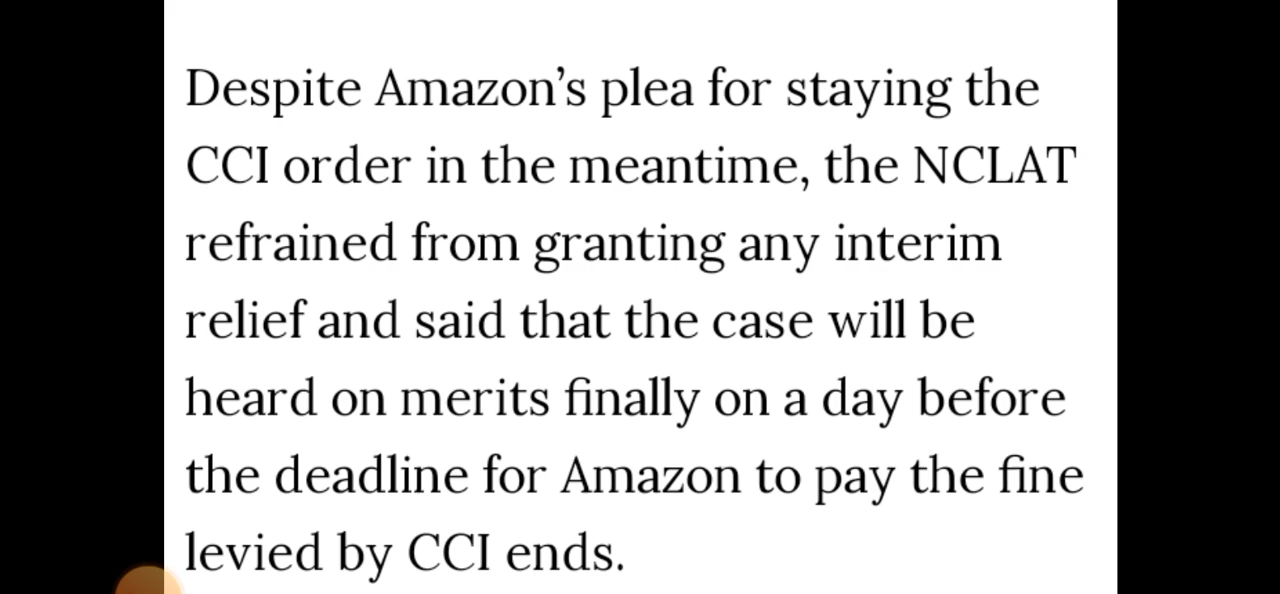 Despite Amazon’s plea for staying the
CCI order in the meantime, the NCLAT
refrained from granting any interim
relief and said that the case will be
heard on merits finally on a day before
the deadline for Amazon to pay the fine
levied by CCI ends.